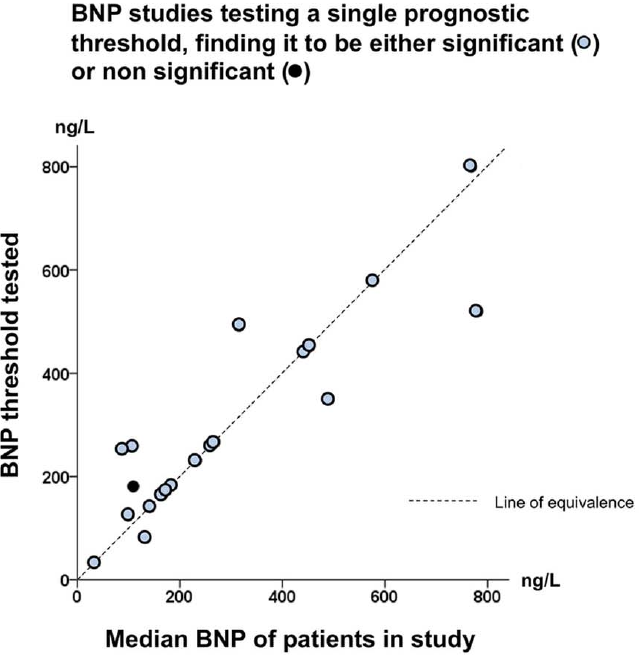 BNP studies testing a single prognostic
threshold, finding it to be either significant (○)
or non significant (●)
ng/L
800
600
400
200
0
BNP threshold tested
Line of equivalence
0 200 400 600 800 ng/L
Median BNP of patients in study